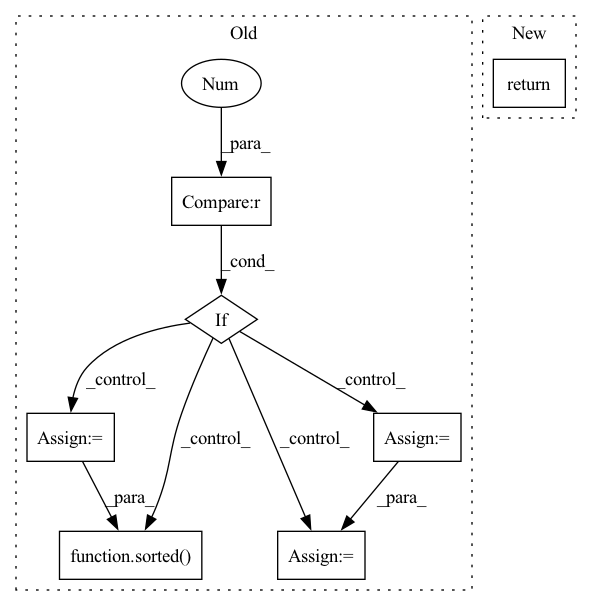 Old
New
Num
return
_para_
Compare:r
_cond_
If
_control_
_control_
_control_
_control_
Assign:=
Assign:=
_para_
_para_
function.sorted()
Assign:=